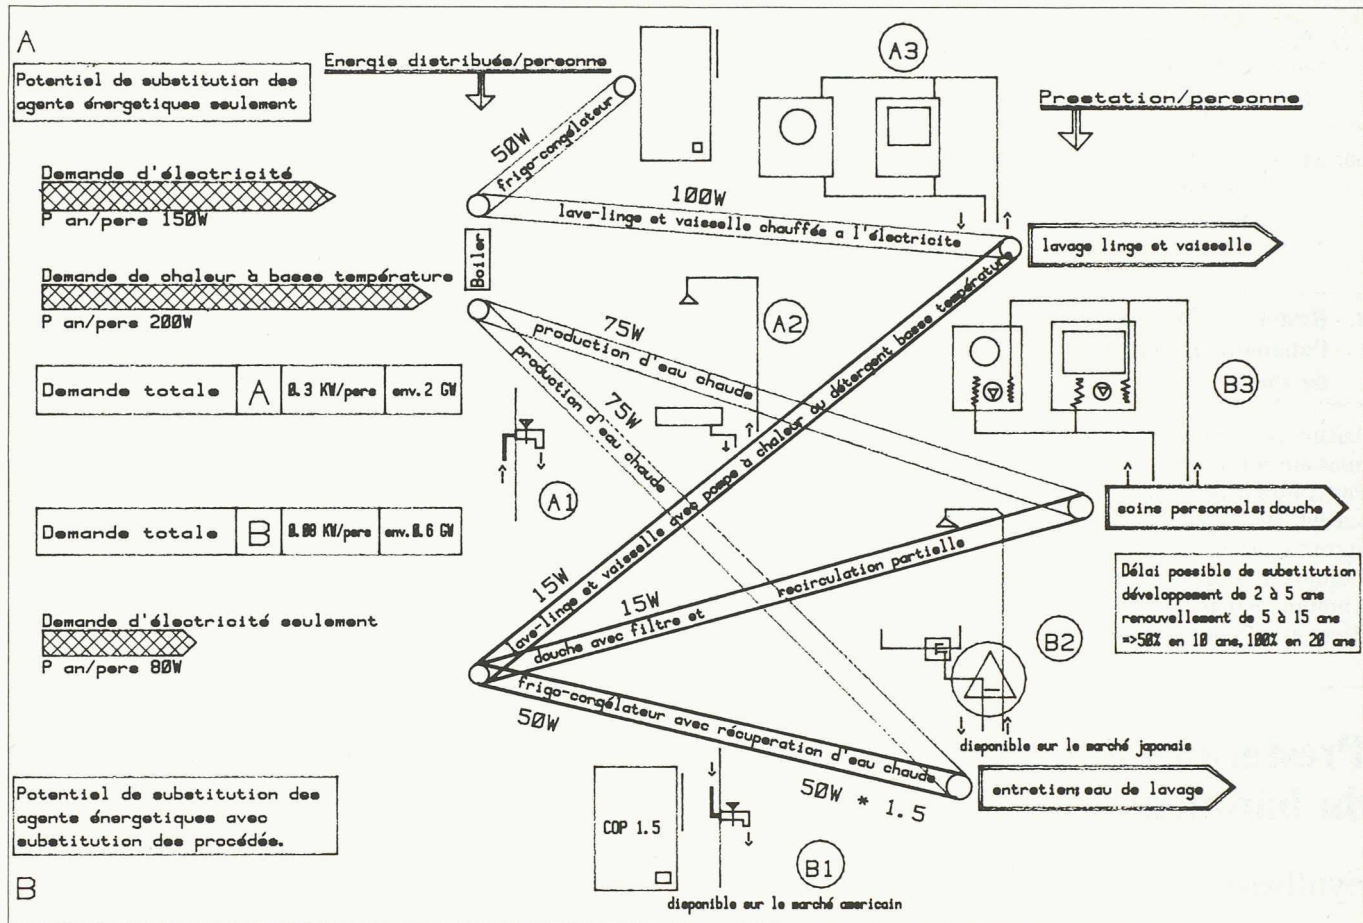 A
Potentiel de substitution des
agents énergetiques seulement
Energie distribuée/personne
A3
Prestation/personne
50W
frigo-congélateur
Demande d'électricité
P an/pers 150W
100W
lave-linge et vaisselle chauffée a l'électricite
lavage linge et vaisselle
Boiler
Demande de chaleur à basse température
P an/pers 200W
A2
75W
production d'eau chaude
75W
production d'eau chaude
B3
Demande totale A 0.3 KW/pers env.2 GW
A1
lave-linge et vaisselle avec pompe à chaleur ou détergent basse température
15W
soins personnels; douche
Demande totale B 0.08 KW/pers env.0.6 GW
15W
douche avec filtre et recirculation partielle
Délai possible de substitution
développement de 2 à 5 ans
renouvellement de 5 à 15 ans
=>50% en 10 ans, 100% en 20 ans
Demande d'électricité seulement
P an/pers 80W
B2
frigo-congélateur avec récuperation d'eau chaude
50W
50W * 1.5
disponible sur le marché japonais
entretien; eau de lavage
Potentiel de substitution des
agents énergetiques avec
substitution des procédés.
COP 1.5
B1
disponible sur le marché americain
B